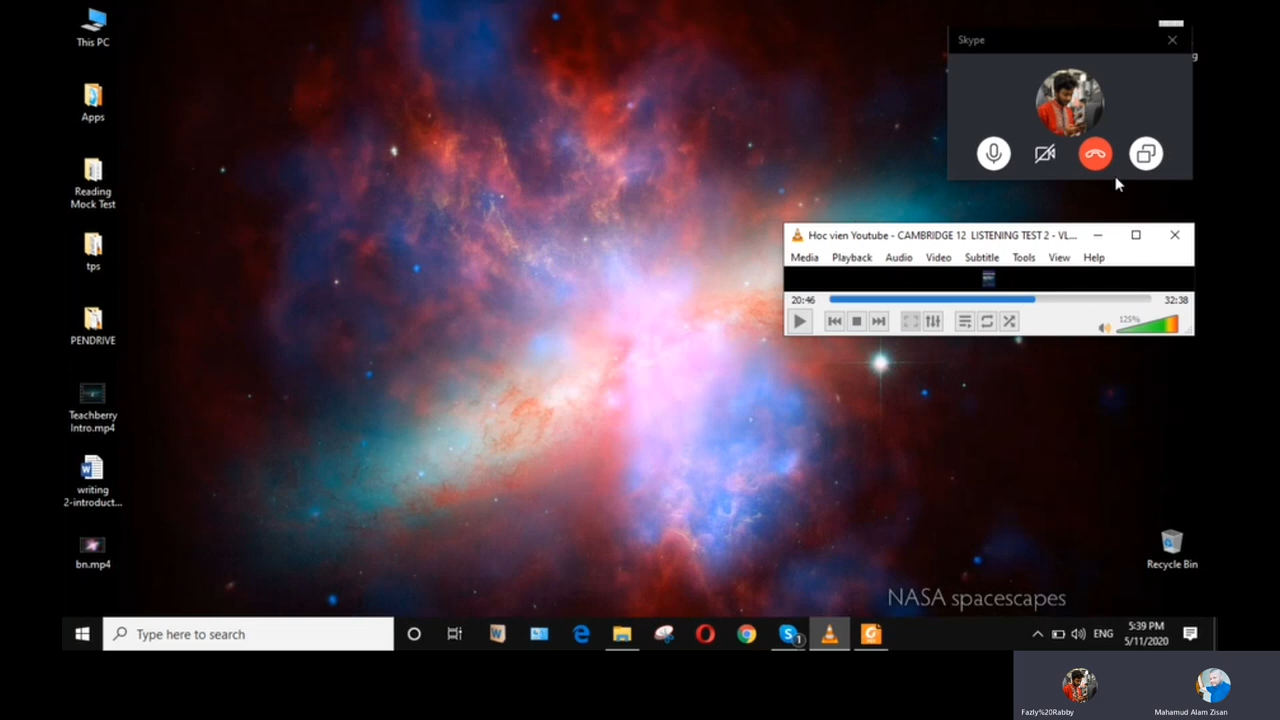 This PC
Apps
Reading
Mock Test
tps
PENDRIVE
Teachberry
Intro.mp4
writing
2-introduct...
bn.mp4
Skype
Hoc vien Youtube - CAMBRIDGE 12 LISTENING TEST 2 - VL...
Media Playback Audio Video Subtitle Tools View Help
20:46
32:38
125%
Recycle Bin
NASA spacescapes
Type here to search
1
ENG
5:39 PM
5/11/2020
Fazly%20Rabby
Mahamud Alam Zisan